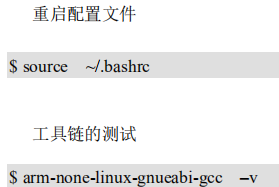 重启配置文件
$ source ~/.bashrc
工具链的测试
$ arm-none-linux-gnueabi-gcc –v